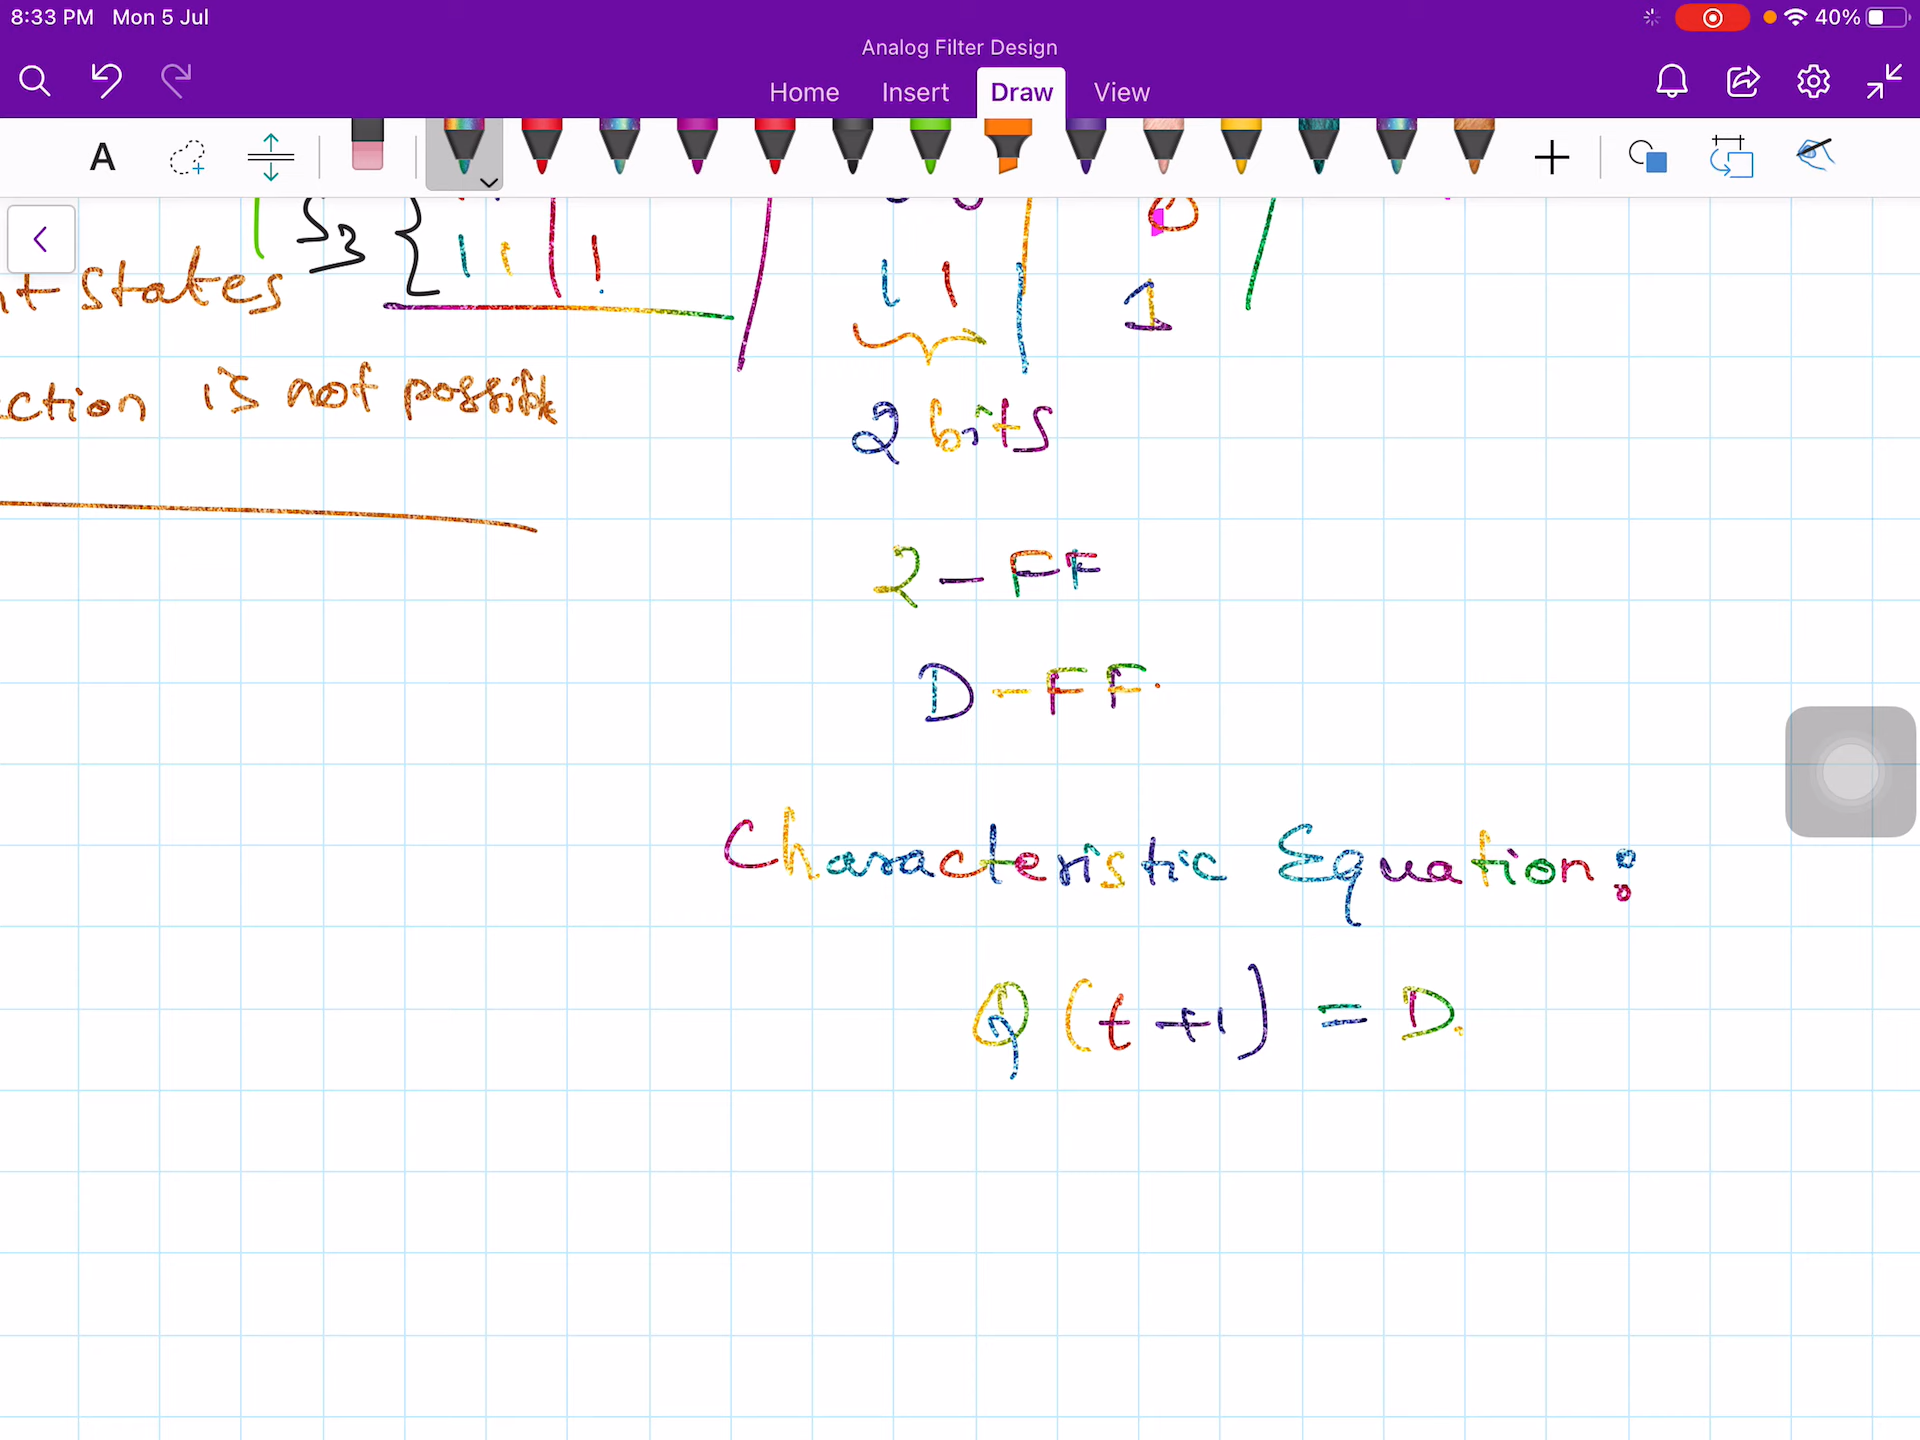 8:33 PM Mon 5 Jul
40%
Analog Filter Design
Home Insert Draw View
A
S3 { 1 1 | 1 | 1 1 | 1
t states
ction is not possible
2 bits
2 - FF
D - FF.
Characteristic Equation:
Q(t+1) = D.